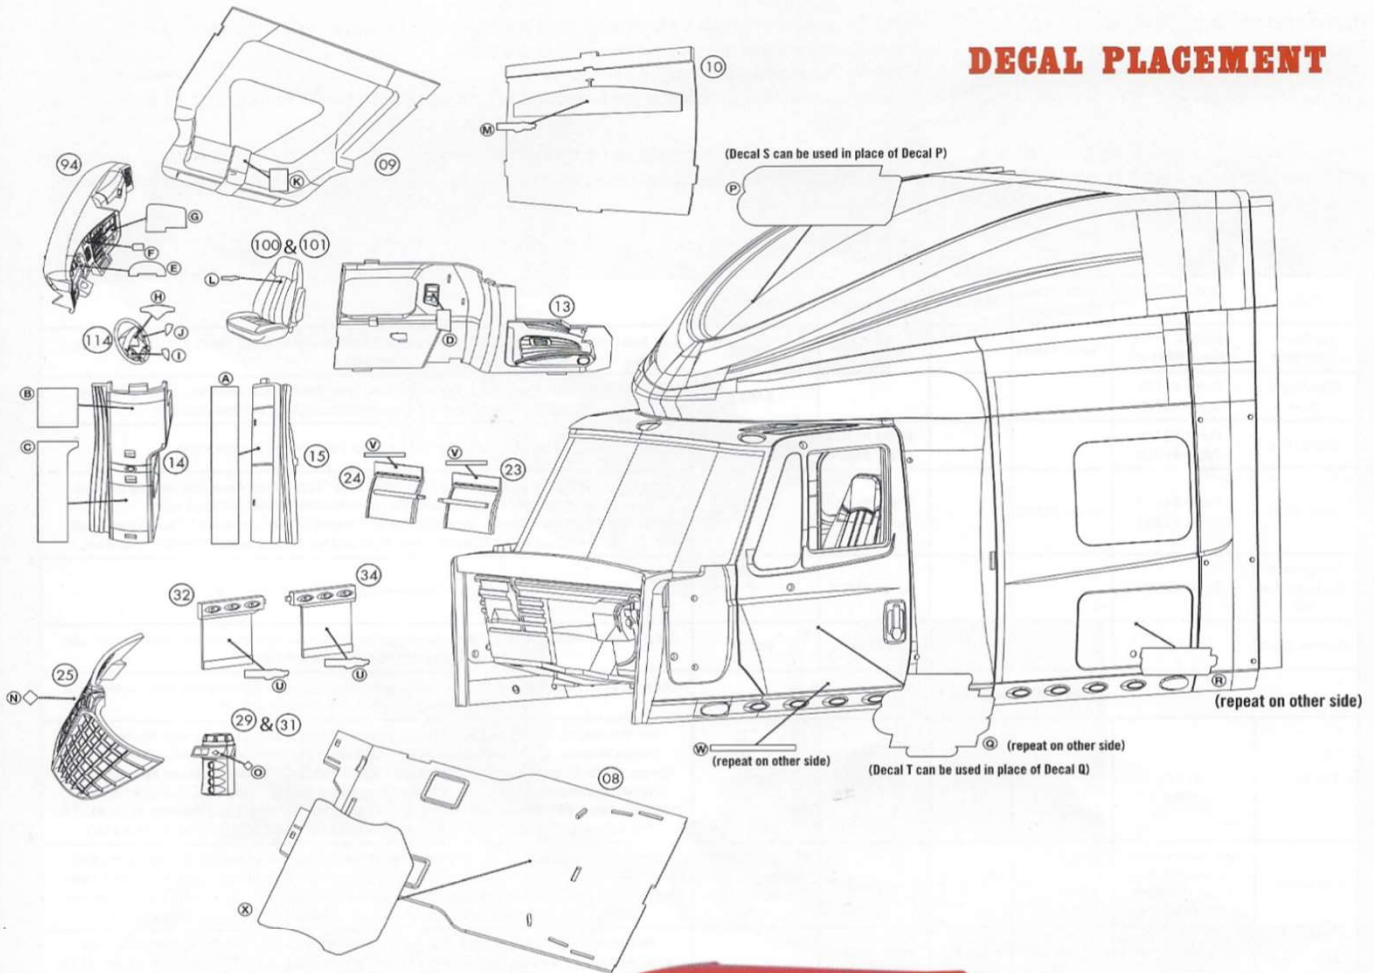 DECAL PLACEMENT
10
M
(Decal S can be used in place of Decal P)
P
94
09
K
G
F
E
100 & 101
L
H
J
114
I
13
D
B
A
C
14
15
V
24
V
23
32
34
U
U
25
N
29 & 31
O
R
(repeat on other side)
W
(repeat on other side)
Q (repeat on other side)
(Decal T can be used in place of Decal Q)
08
X